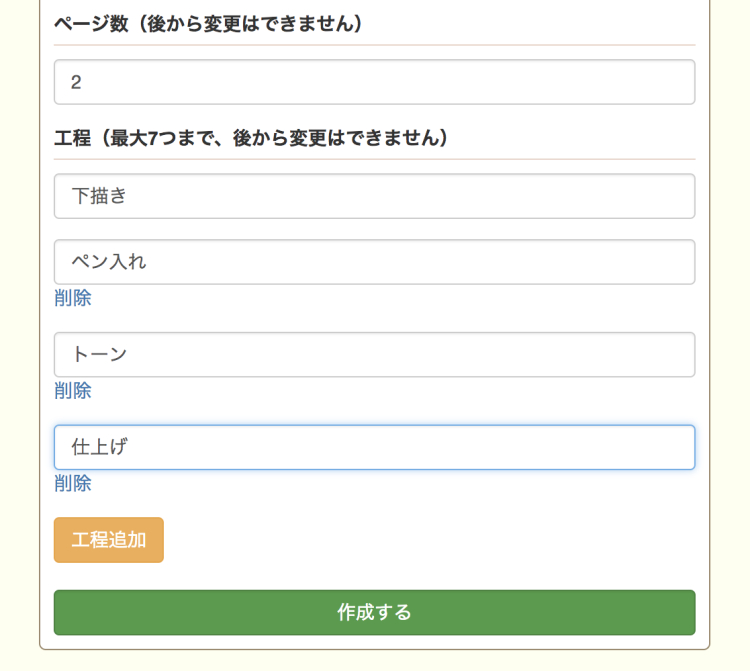 ページ数（後から変更はできません）
2
工程（最大7つまで、後から変更はできません）
下描き
ペン入れ
削除
トーン
削除
仕上げ
削除
工程追加
作成する